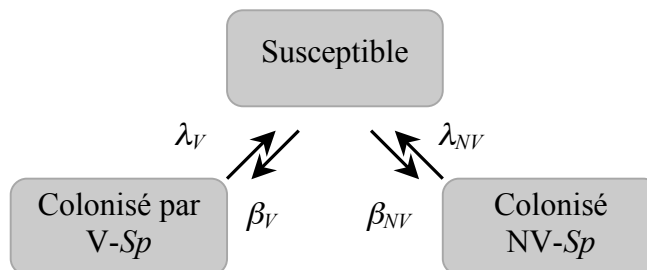 Susceptible
λV
λNV
βV
βNV
Colonisé par
V-Sp
Colonisé
NV-Sp